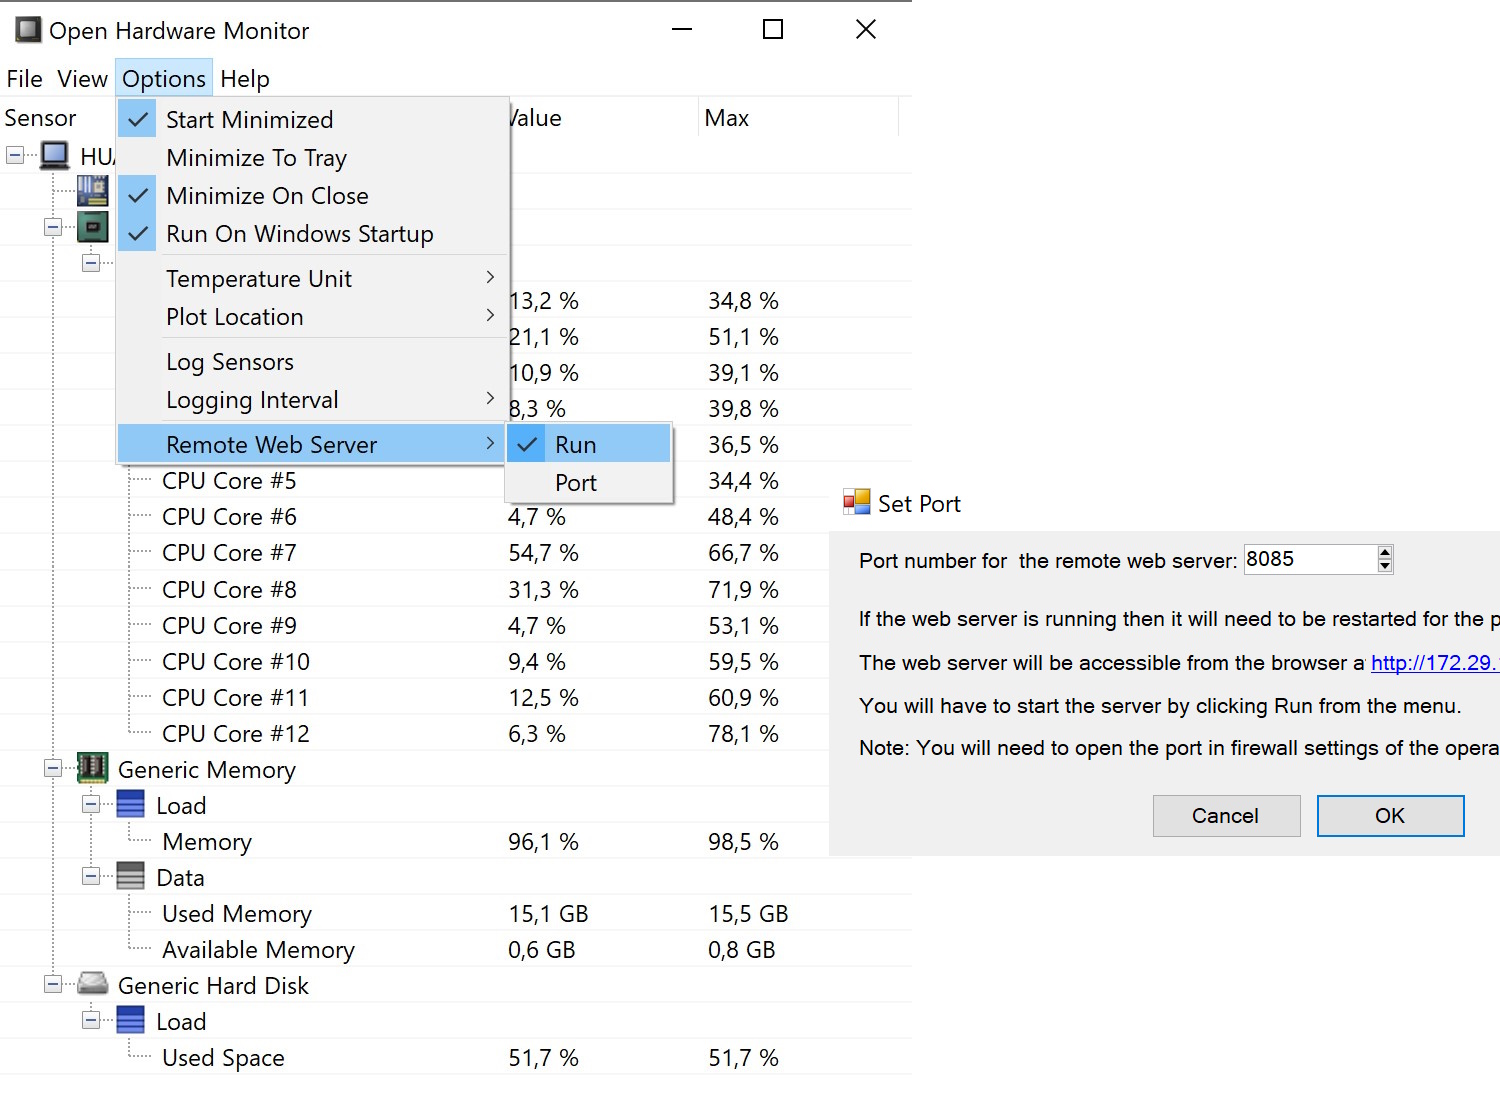 Open Hardware Monitor
File View Options Help
Sensor Value Max
Start Minimized
HUA
Minimize To Tray
Minimize On Close
Run On Windows Startup
Temperature Unit
13,2 % 34,8 %
Plot Location
21,1 % 51,1 %
Log Sensors
10,9 % 39,1 %
Logging Interval
8,3 % 39,8 %
Remote Web Server Run
36,5 %
CPU Core #5 34,4 %
Port
CPU Core #6 4,7 % 48,4 %
CPU Core #7 54,7 % 66,7 %
CPU Core #8 31,3 % 71,9 %
CPU Core #9 4,7 % 53,1 %
CPU Core #10 9,4 % 59,5 %
CPU Core #11 12,5 % 60,9 %
CPU Core #12 6,3 % 78,1 %
Generic Memory
Load
Memory 96,1 % 98,5 %
Data
Used Memory 15,1 GB 15,5 GB
Available Memory 0,6 GB 0,8 GB
Generic Hard Disk
Load
Used Space 51,7 % 51,7 %
Set Port
Port number for the remote web server: 8085
If the web server is running then it will need to be restarted for the p
The web server will be accessible from the browser a http://172.29.
You will have to start the server by clicking Run from the menu.
Note: You will need to open the port in firewall settings of the opera
Cancel OK